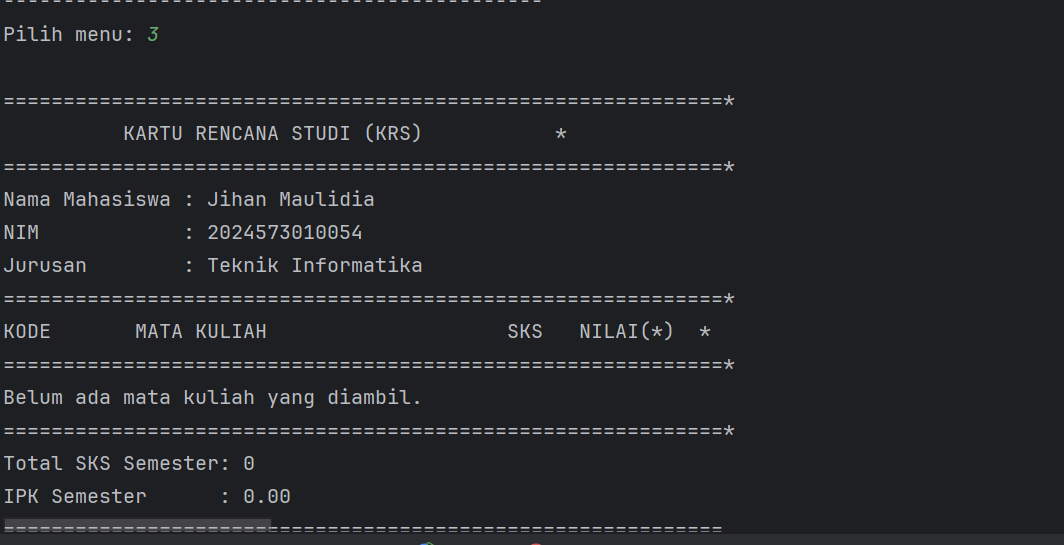 ---------------------------------------------
Pilih menu: 3
============================================================*
KARTU RENCANA STUDI (KRS)           *
============================================================*
Nama Mahasiswa : Jihan Maulidia
NIM            : 2024573010054
Jurusan        : Teknik Informatika
============================================================*
KODE       MATA KULIAH                    SKS   NILAI(*)  *
============================================================*
Belum ada mata kuliah yang diambil.
============================================================*
Total SKS Semester: 0
IPK Semester      : 0.00
============================================================